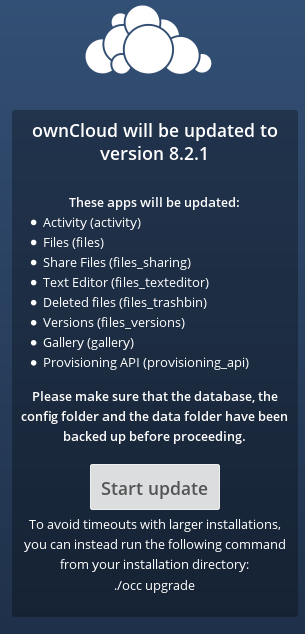 ownCloud will be updated to
version 8.2.1
These apps will be updated:
Activity (activity)
Files (files)
Share Files (files_sharing)
Text Editor (files_texteditor)
Deleted files (files_trashbin)
Versions (files_versions)
Gallery (gallery)
Provisioning API (provisioning_api)
Please make sure that the database, the
config folder and the data folder have been
backed up before proceeding.
Start update
To avoid timeouts with larger installations,
you can instead run the following command
from your installation directory:
./occ upgrade